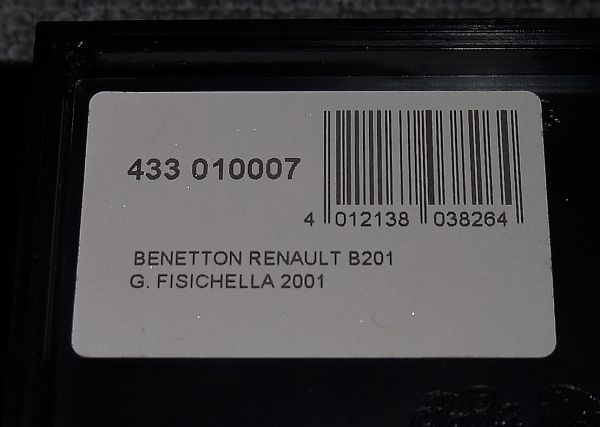 433 010007
4 012138 038264
BENETTON RENAULT B201
G. FISICHELLA 2001